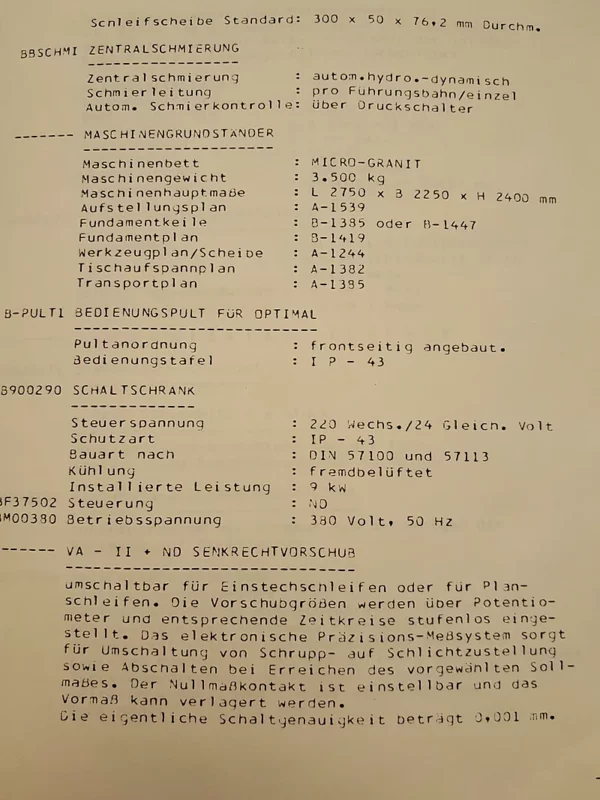 Schleifscheibe Standard: 300 x 50 x 76,2 mm Durchm.
BBSCHMI ZENTRALSCHMIERUNG
Zentralschmierung : autom.hydro.-dynamisch
Schmierleitung : pro Führungsbahn/einzel
Autom. Schmierkontrolle: über Druckschalter
------- MASCHINENGRUNDSTÄNDER
Maschinenbett : MICRO-GRANIT
Maschinengewicht : 3.500 kg
Maschinenhauptmaße : L 2750 x B 2250 x H 2400 mm
Aufstellungsplan : A-1539
Fundamentkeile : B-1385 oder B-1447
Fundamentplan : B-1419
Werkzeugplan/Scheibe : A-1244
Tischaufspannplan : A-1382
Transportplan : A-1395
B-PULT1 BEDIENUNGSPULT FÜR OPTIMAL
Pultanordnung : frontseitig angebaut.
Bedienungstafel : I P - 43
B900290 SCHALTSCHRANK
Steuerspannung : 220 Wechs./24 Gleich. Volt
Schutzart : IP - 43
Bauart nach : DIN 57100 und 57113
Kühlung : fremdbelüftet
Installierte Leistung : 9 kW
BF37502 Steuerung : ND
BM00380 Betriebsspannung : 380 Volt, 50 Hz
------ VA - II + ND SENKRECHTVORSCHUB
umschaltbar für Einstechschleifen oder für Plan-
schleifen. Die Vorschubgrößen werden über Potentio-
meter und entsprechende Zeitkreise stufenlos einge-
stellt. Das elektronische Präzisions-Meßsystem sorgt
für Umschaltung von Schrupp- auf Schlichtzustellung
sowie Abschalten bei Erreichen des vorgewählten Soll-
maßes. Der Nullmaßkontakt ist einstellbar und das
Vormaß kann verlagert werden.
Die eigentliche Schaltgenauigkeit beträgt 0,001 mm.